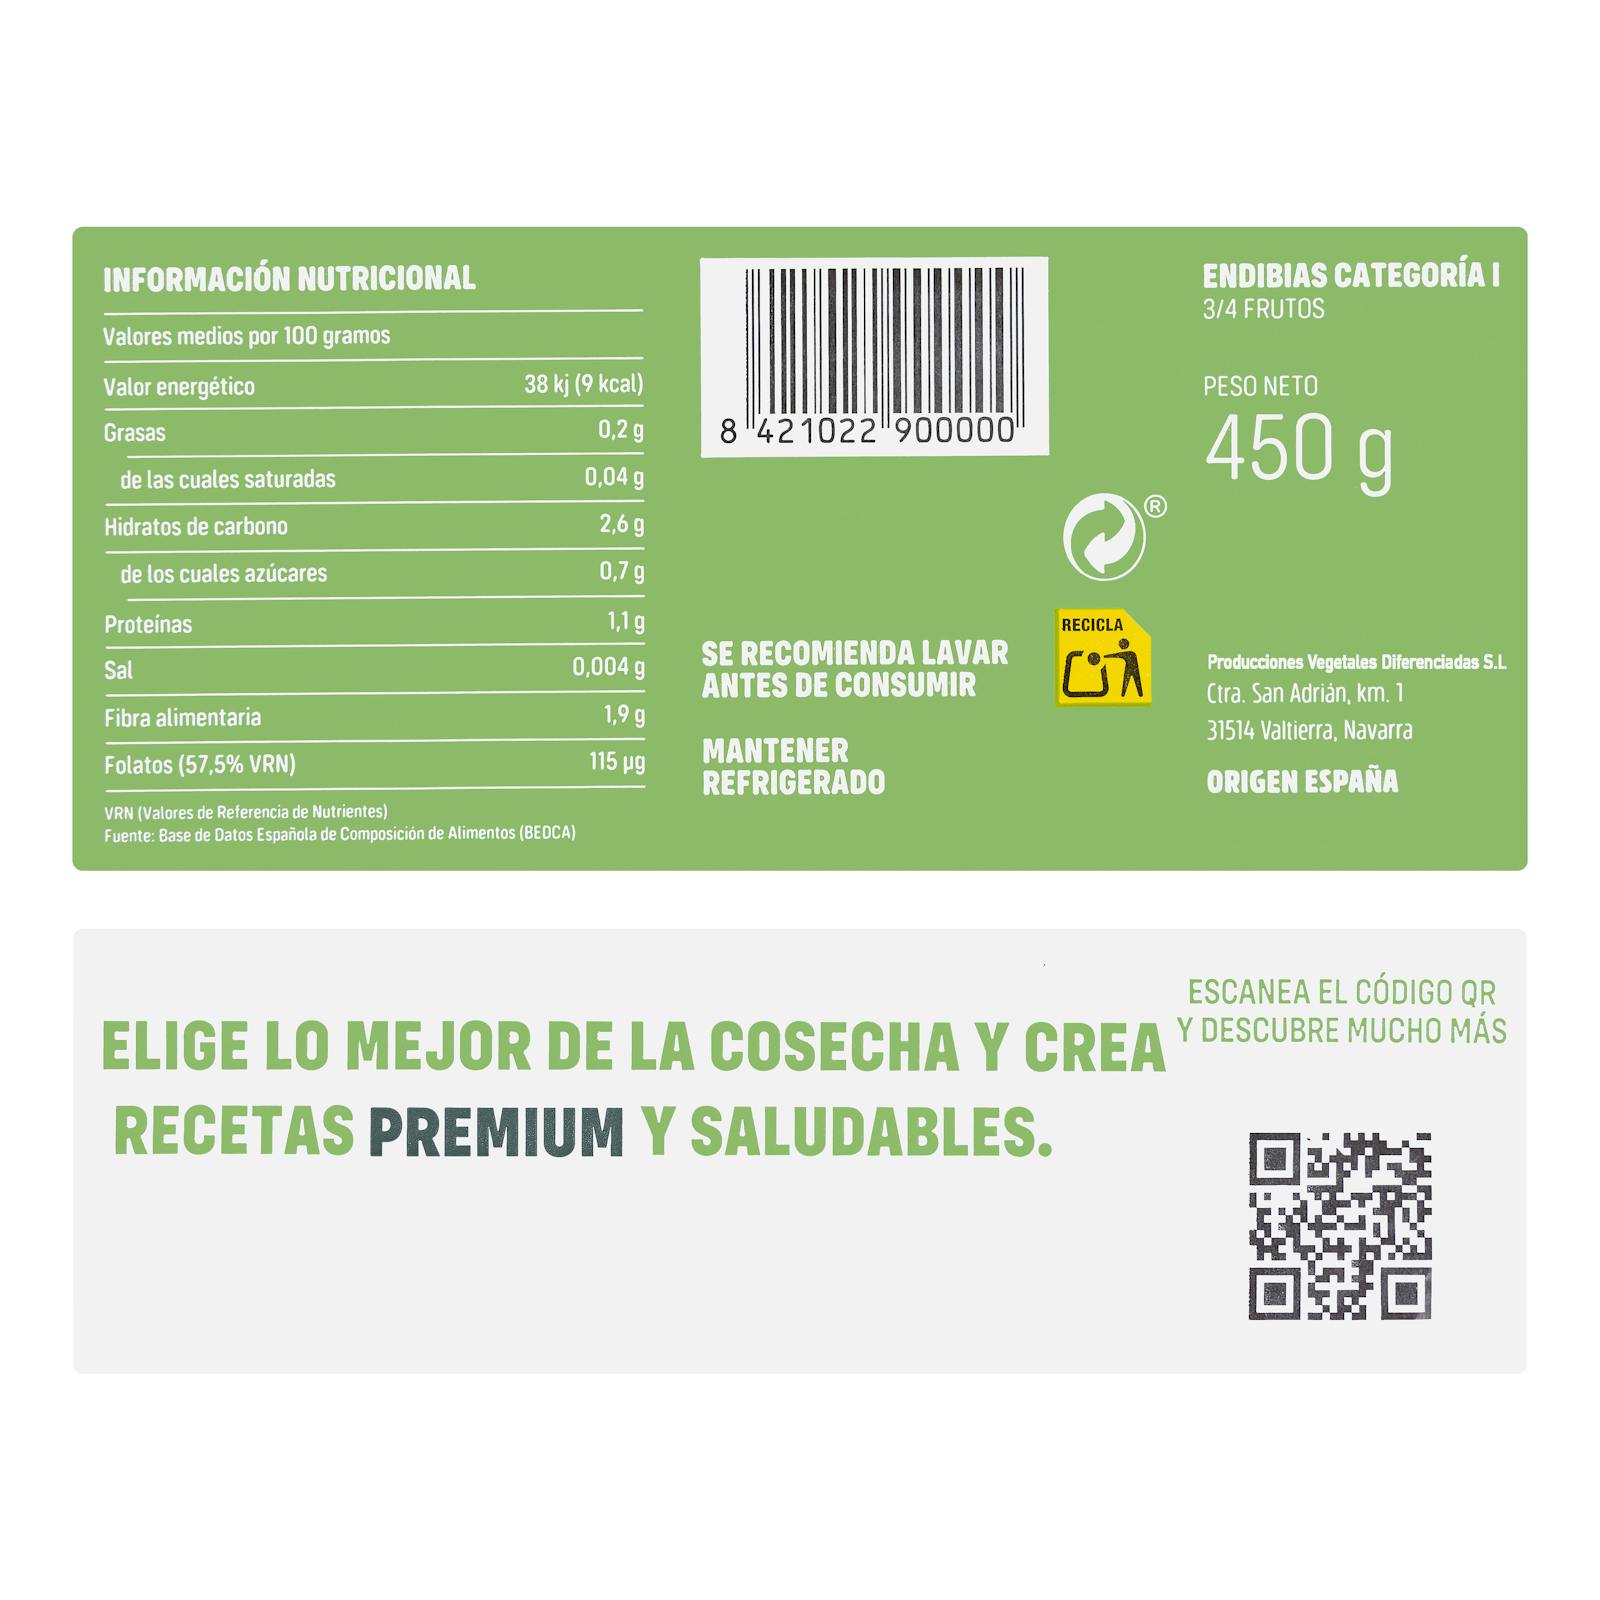 INFORMACIÓN NUTRICIONAL
Valores medios por 100 gramos
Valor energético 38 kj (9 kcal)
Grasas 0,2 g
de las cuales saturadas 0,04 g
Hidratos de carbono 2,6 g
de los cuales azúcares 0,7 g
Proteínas 1,1 g
Sal 0,004 g
Fibra alimentaria 1,9 g
Folatos (57,5% VRN) 115 µg
VRN (Valores de Referencia de Nutrientes)
Fuente: Base de Datos Española de Composición de Alimentos (BEDCA)
8 421022 900000
®
RECICLA
SE RECOMIENDA LAVAR
ANTES DE CONSUMIR
MANTENER
REFRIGERADO
ENDIBIAS CATEGORÍA I
3/4 FRUTOS
PESO NETO
450 g
Producciones Vegetales Diferenciadas S.L
Ctra. San Adrián, km. 1
31514 Valtierra, Navarra
ORIGEN ESPAÑA
ELIGE LO MEJOR DE LA COSECHA Y CREA
RECETAS PREMIUM Y SALUDABLES.
ESCANEA EL CÓDIGO QR
Y DESCUBRE MUCHO MÁS